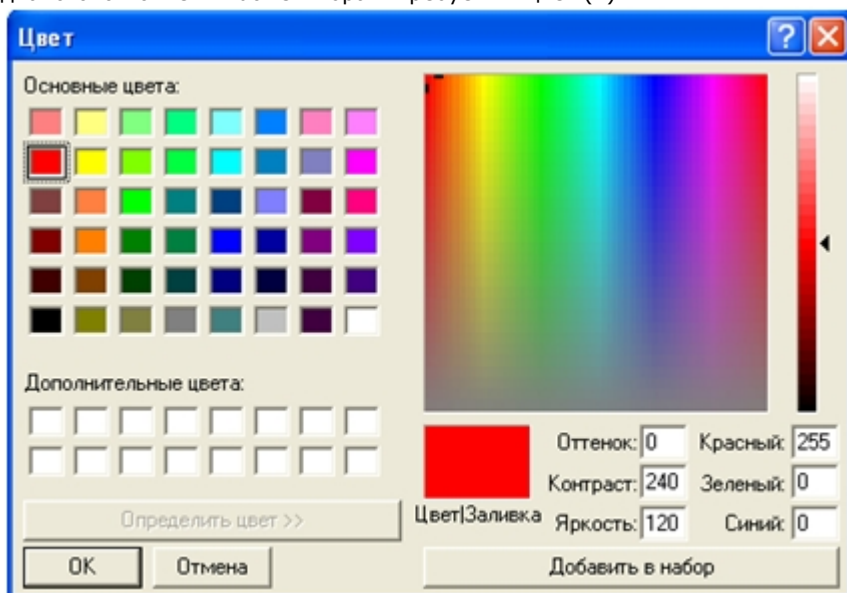 Цвет
Основные цвета:
Дополнительные цвета:
Определить цвет >>
OK
Отмена
Цвет|Заливка
Оттенок: 0
Контраст: 240
Яркость: 120
Красный: 255
Зеленый: 0
Синий: 0
Добавить в набор